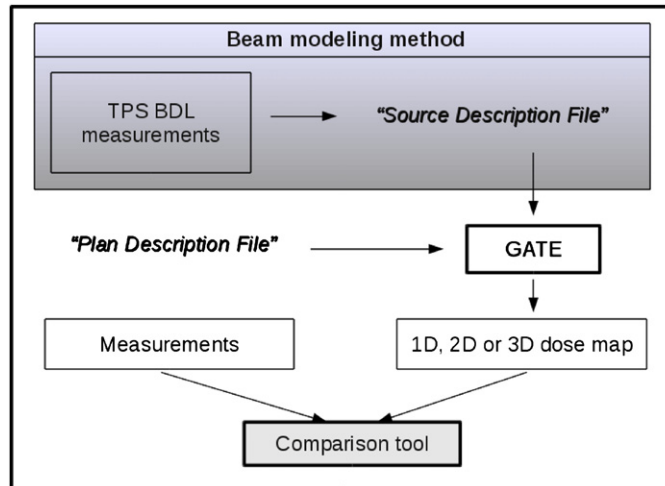 Beam modeling method
TPS BDL
measurements
“Source Description File”
“Plan Description File”
GATE
Measurements
1D, 2D or 3D dose map
Comparison tool